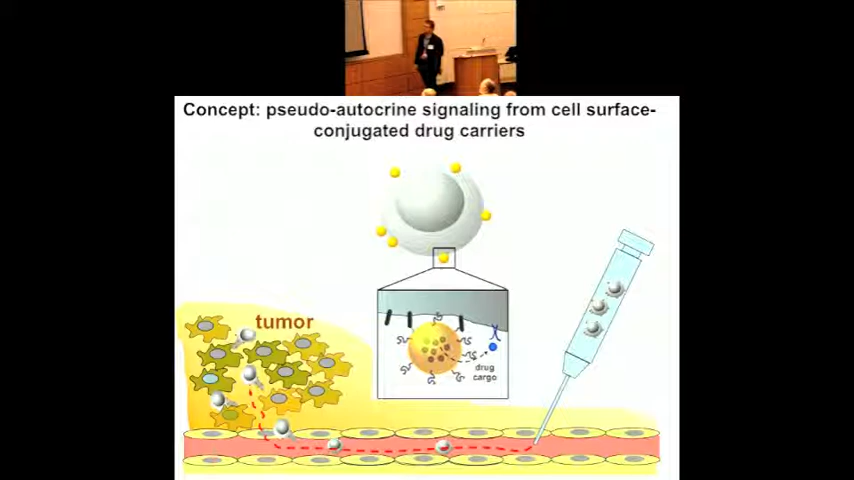 Concept: pseudo-autocrine signaling from cell surface-
conjugated drug carriers
tumor
drug
cargo